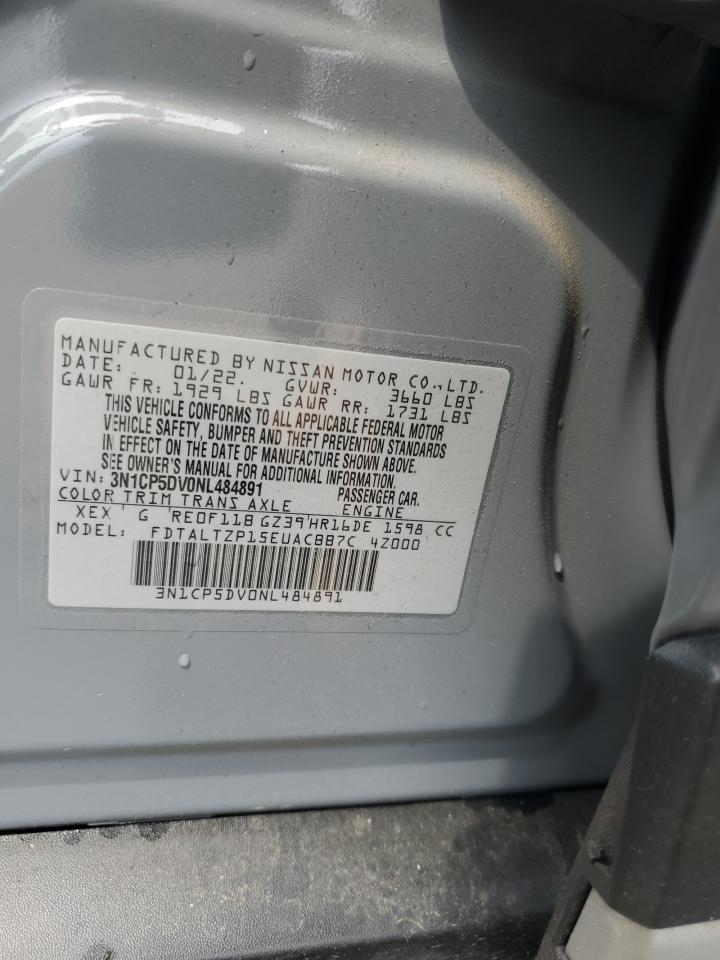 MANUFACTURED BY NISSAN MOTOR CO., LTD.
DATE: 01/22. GVWR: 3660 LBS
GAWR FR: 1929 LBS GAWR RR: 1731 LBS
THIS VEHICLE CONFORMS TO ALL APPLICABLE FEDERAL MOTOR
VEHICLE SAFETY, BUMPER AND THEFT PREVENTION STANDARDS
IN EFFECT ON THE DATE OF MANUFACTURE SHOWN ABOVE.
SEE OWNER'S MANUAL FOR ADDITIONAL INFORMATION.
VIN: 3N1CP5DV0NL484891 PASSENGER CAR.
COLOR TRIM TRANS AXLE ENGINE
XEX G RE0F11B GZ39 HR16DE 1598 CC
MODEL: FDTALTZP15EUACBB7C 4Z000
3N1CP5DV0NL484891